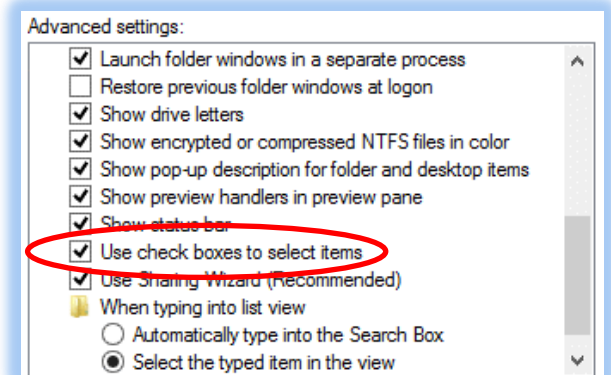 Advanced settings:
Launch folder windows in a separate process
Restore previous folder windows at logon
Show drive letters
Show encrypted or compressed NTFS files in color
Show pop-up description for folder and desktop items
Show preview handlers in preview pane
Show status bar
Use check boxes to select items
Use Sharing Wizard (Recommended)
When typing into list view
Automatically type into the Search Box
Select the typed item in the view